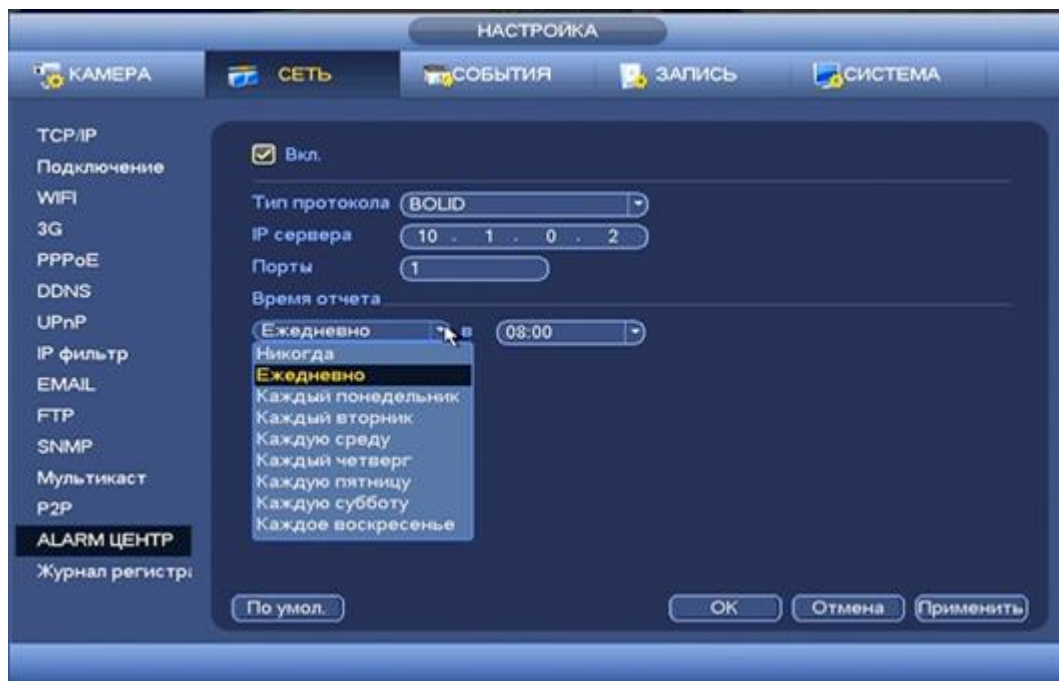 НАСТРОЙКА
КАМЕРА
СЕТЬ
СОБЫТИЯ
ЗАПИСЬ
СИСТЕМА
TCP/IP
Подключение
WIFI
3G
PPPoE
DDNS
UPnP
IP фильтр
EMAIL
FTP
SNMP
Мультикаст
P2P
ALARM ЦЕНТР
Журнал регистра
Вкл.
Тип протокола BOLID
IP сервера 10 . 1 . 0 . 2
Порты 1
Время отчета
Ежедневно в 08:00
Никогда
Ежедневно
Каждый понедельник
Каждый вторник
Каждую среду
Каждый четверг
Каждую пятницу
Каждую субботу
Каждое воскресенье
По умол. ОК Отмена Применить